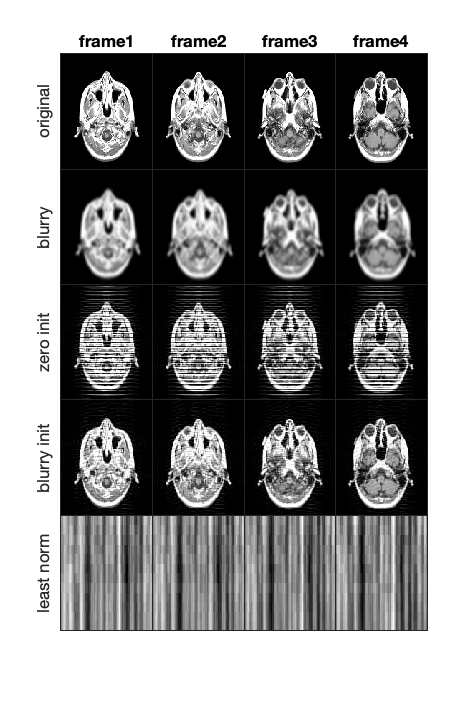 frame1 frame2 frame3 frame4
original
blurry
zero init
blurry init
least norm